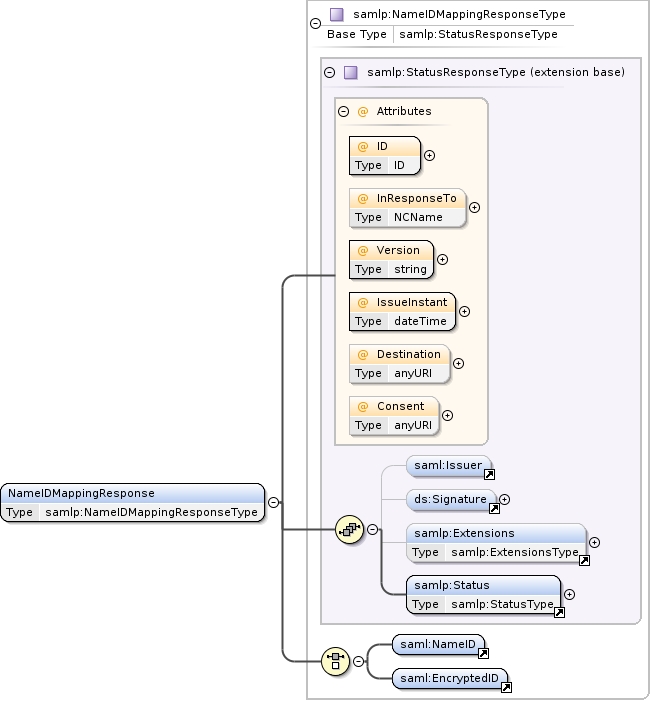 samlp:NameIDMappingResponseType
Base Type samlp:StatusResponseType
samlp:StatusResponseType (extension base)
@ Attributes
@ ID
Type ID
@ InResponseTo
Type NCName
@ Version
Type string
@ IssueInstant
Type dateTime
@ Destination
Type anyURI
@ Consent
Type anyURI
NameIDMappingResponse
Type samlp:NameIDMappingResponseType
saml:Issuer
ds:Signature
samlp:Extensions
Type samlp:ExtensionsType
samlp:Status
Type samlp:StatusType
saml:NameID
saml:EncryptedID